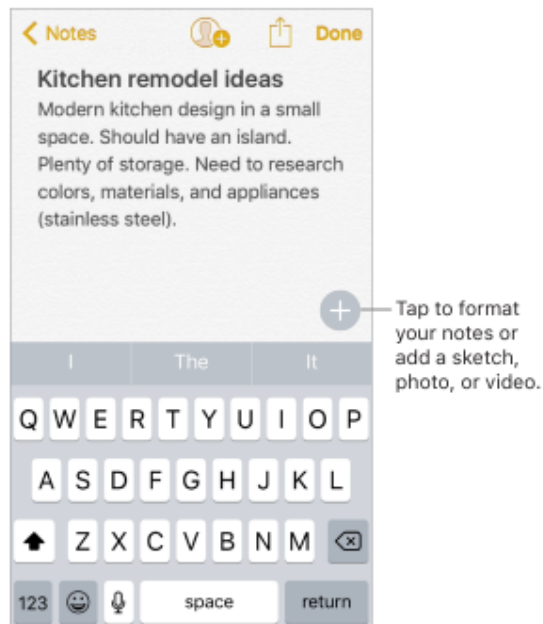 Notes
Done
Kitchen remodel ideas
Modern kitchen design in a small
space. Should have an island.
Plenty of storage. Need to research
colors, materials, and appliances
(stainless steel).
Tap to format
your notes or
add a sketch,
photo, or video.
I The It
Q W E R T Y U I O P
A S D F G H J K L
Z X C V B N M
123 space return